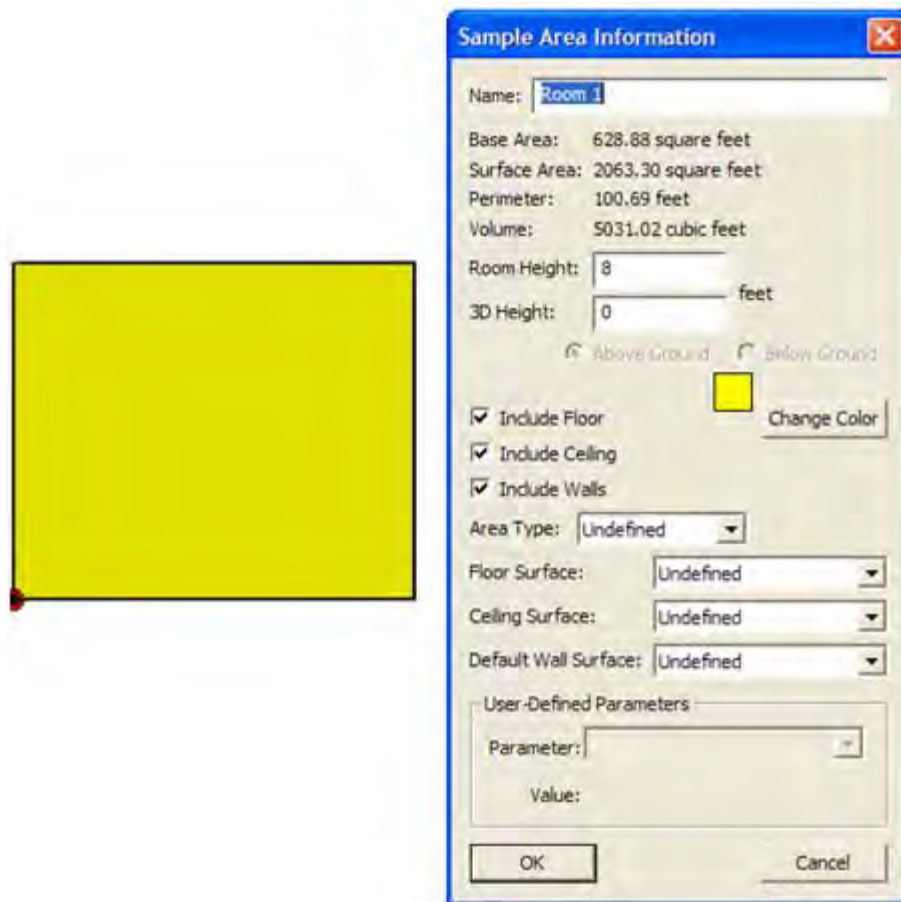 Sample Area Information
Name: Room 1
Base Area: 628.88 square feet
Surface Area: 2063.30 square feet
Perimeter: 100.69 feet
Volume: 5031.02 cubic feet
Room Height: 8
feet
3D Height: 0
Above Ground Below Ground
Include Floor Change Color
Include Ceiling
Include Walls
Area Type: Undefined
Floor Surface: Undefined
Ceiling Surface: Undefined
Default Wall Surface: Undefined
User-Defined Parameters
Parameter:
Value:
OK Cancel